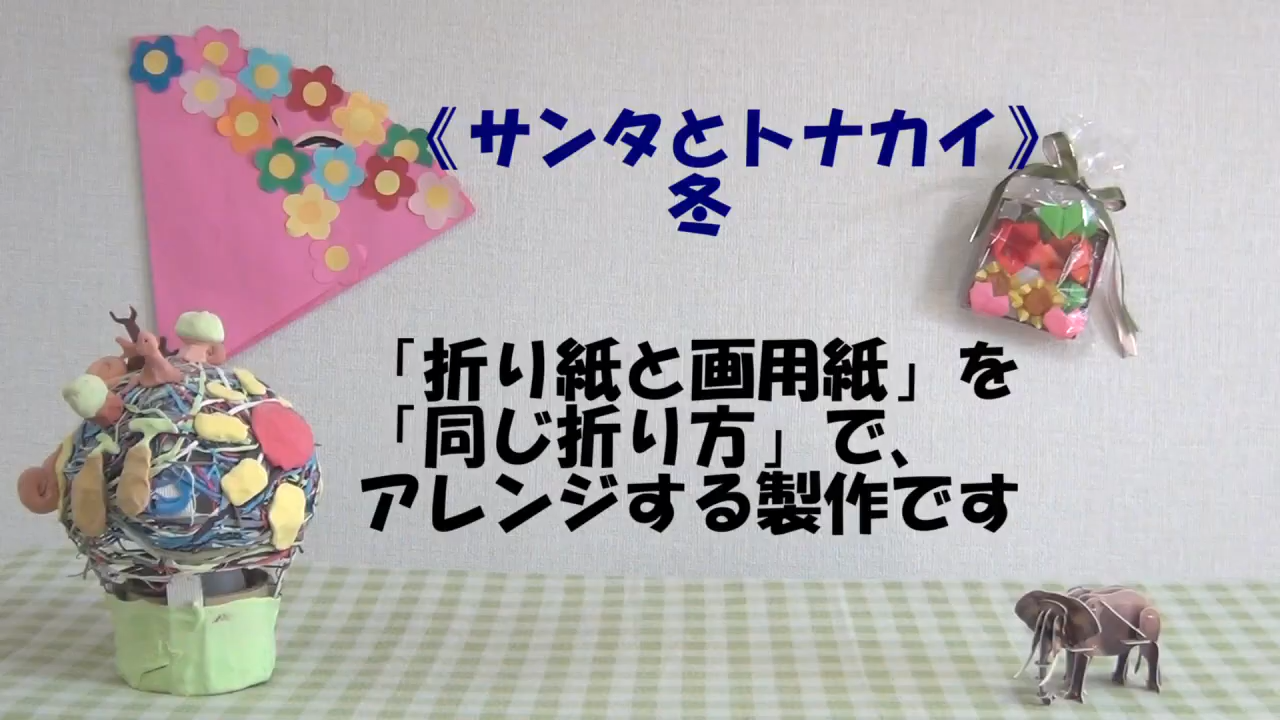 《サンタとトナカイ》
冬
「折り紙と画用紙」を
「同じ折り方」で、
アレンジする製作です